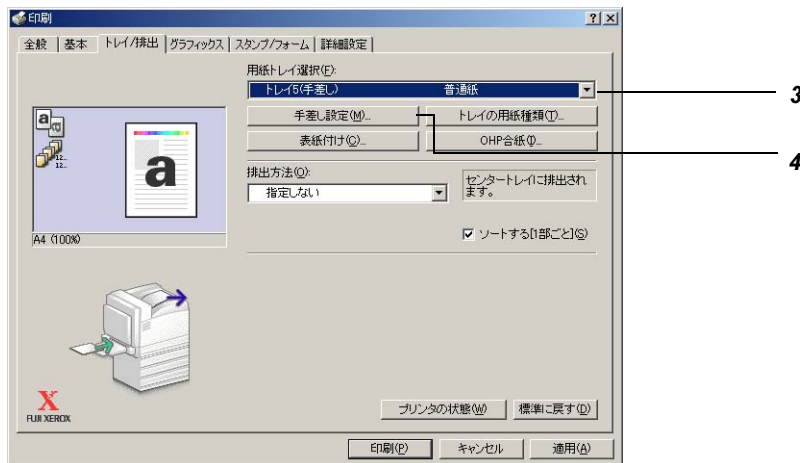 印刷
全般 基本 トレイ/排出 グラフィックス スタンプ/フォーム 詳細設定
用紙トレイ選択(F):
トレイ5(手差し) 普通紙
3
手差し設定(M)... トレイの用紙種類(T)...
4
表紙付け(C)... OHP合紙(I)...
a
a
12..
12..
a
A4 (100%)
排出方法(O):
指定しない
センタートレイに排出され
ます。
ソートする[1部ごと](S)
X
FUJI XEROX
プリンタの状態(W) 標準に戻す(D)
印刷(P) キャンセル 適用(A)